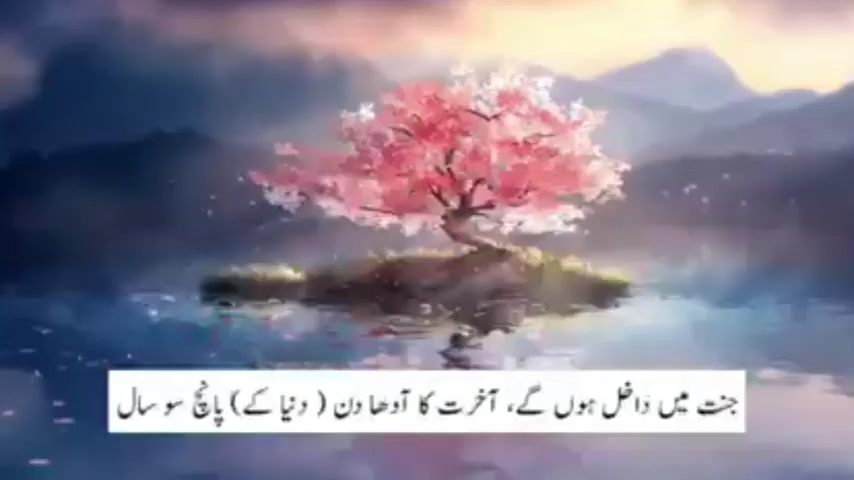 جنت میں داخل ہوں گے، آخرت کا آدھا دن ( دنیا کے) پانچ سو سال